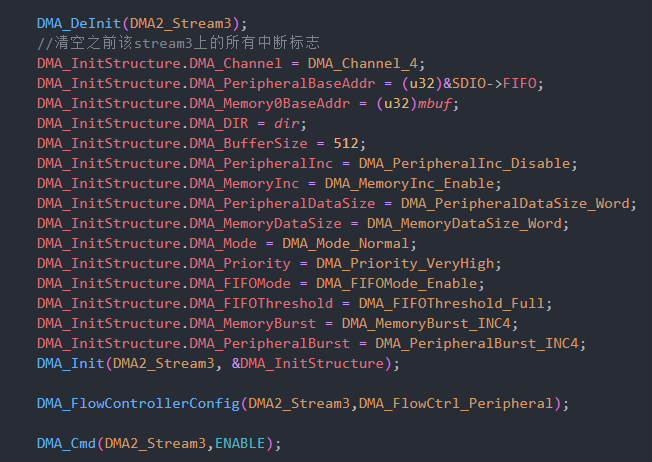 DMA_DeInit(DMA2_Stream3);
//清空之前该stream3上的所有中断标志
DMA_InitStructure.DMA_Channel = DMA_Channel_4;
DMA_InitStructure.DMA_PeripheralBaseAddr = (u32)&SDIO->FIFO;
DMA_InitStructure.DMA_Memory0BaseAddr = (u32)mbuf;
DMA_InitStructure.DMA_DIR = dir;
DMA_InitStructure.DMA_BufferSize = 512;
DMA_InitStructure.DMA_PeripheralInc = DMA_PeripheralInc_Disable;
DMA_InitStructure.DMA_MemoryInc = DMA_MemoryInc_Enable;
DMA_InitStructure.DMA_PeripheralDataSize = DMA_PeripheralDataSize_Word;
DMA_InitStructure.DMA_MemoryDataSize = DMA_MemoryDataSize_Word;
DMA_InitStructure.DMA_Mode = DMA_Mode_Normal;
DMA_InitStructure.DMA_Priority = DMA_Priority_VeryHigh;
DMA_InitStructure.DMA_FIFOMode = DMA_FIFOMode_Enable;
DMA_InitStructure.DMA_FIFOThreshold = DMA_FIFOThreshold_Full;
DMA_InitStructure.DMA_MemoryBurst = DMA_MemoryBurst_INC4;
DMA_InitStructure.DMA_PeripheralBurst = DMA_PeripheralBurst_INC4;
DMA_Init(DMA2_Stream3, &DMA_InitStructure);
DMA_FlowControllerConfig(DMA2_Stream3,DMA_FlowCtrl_Peripheral);
DMA_Cmd(DMA2_Stream3,ENABLE);